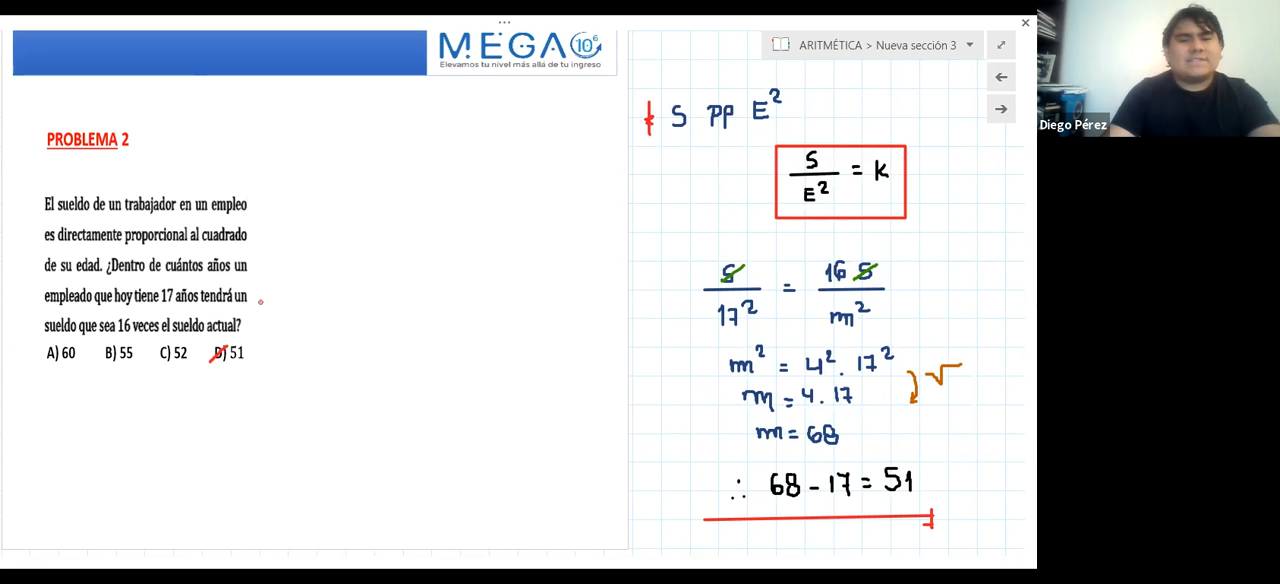 MEGA 10⁶
Elevamos tu nivel más allá de tu ingreso
PROBLEMA 2
El sueldo de un trabajador en un empleo
es directamente proporcional al cuadrado
de su edad. ¿Dentro de cuántos años un
empleado que hoy tiene 17 años tendrá un
sueldo que sea 16 veces el sueldo actual?
A) 60 B) 55 C) 52 D) 51
ARITMÉTICA > Nueva sección 3
S pp E²
S/E² = K
S/17² = 16 S/m²
m² = 4² . 17²
√
m = 4 . 17
m = 68
∴ 68 - 17 = 51
Diego Pérez